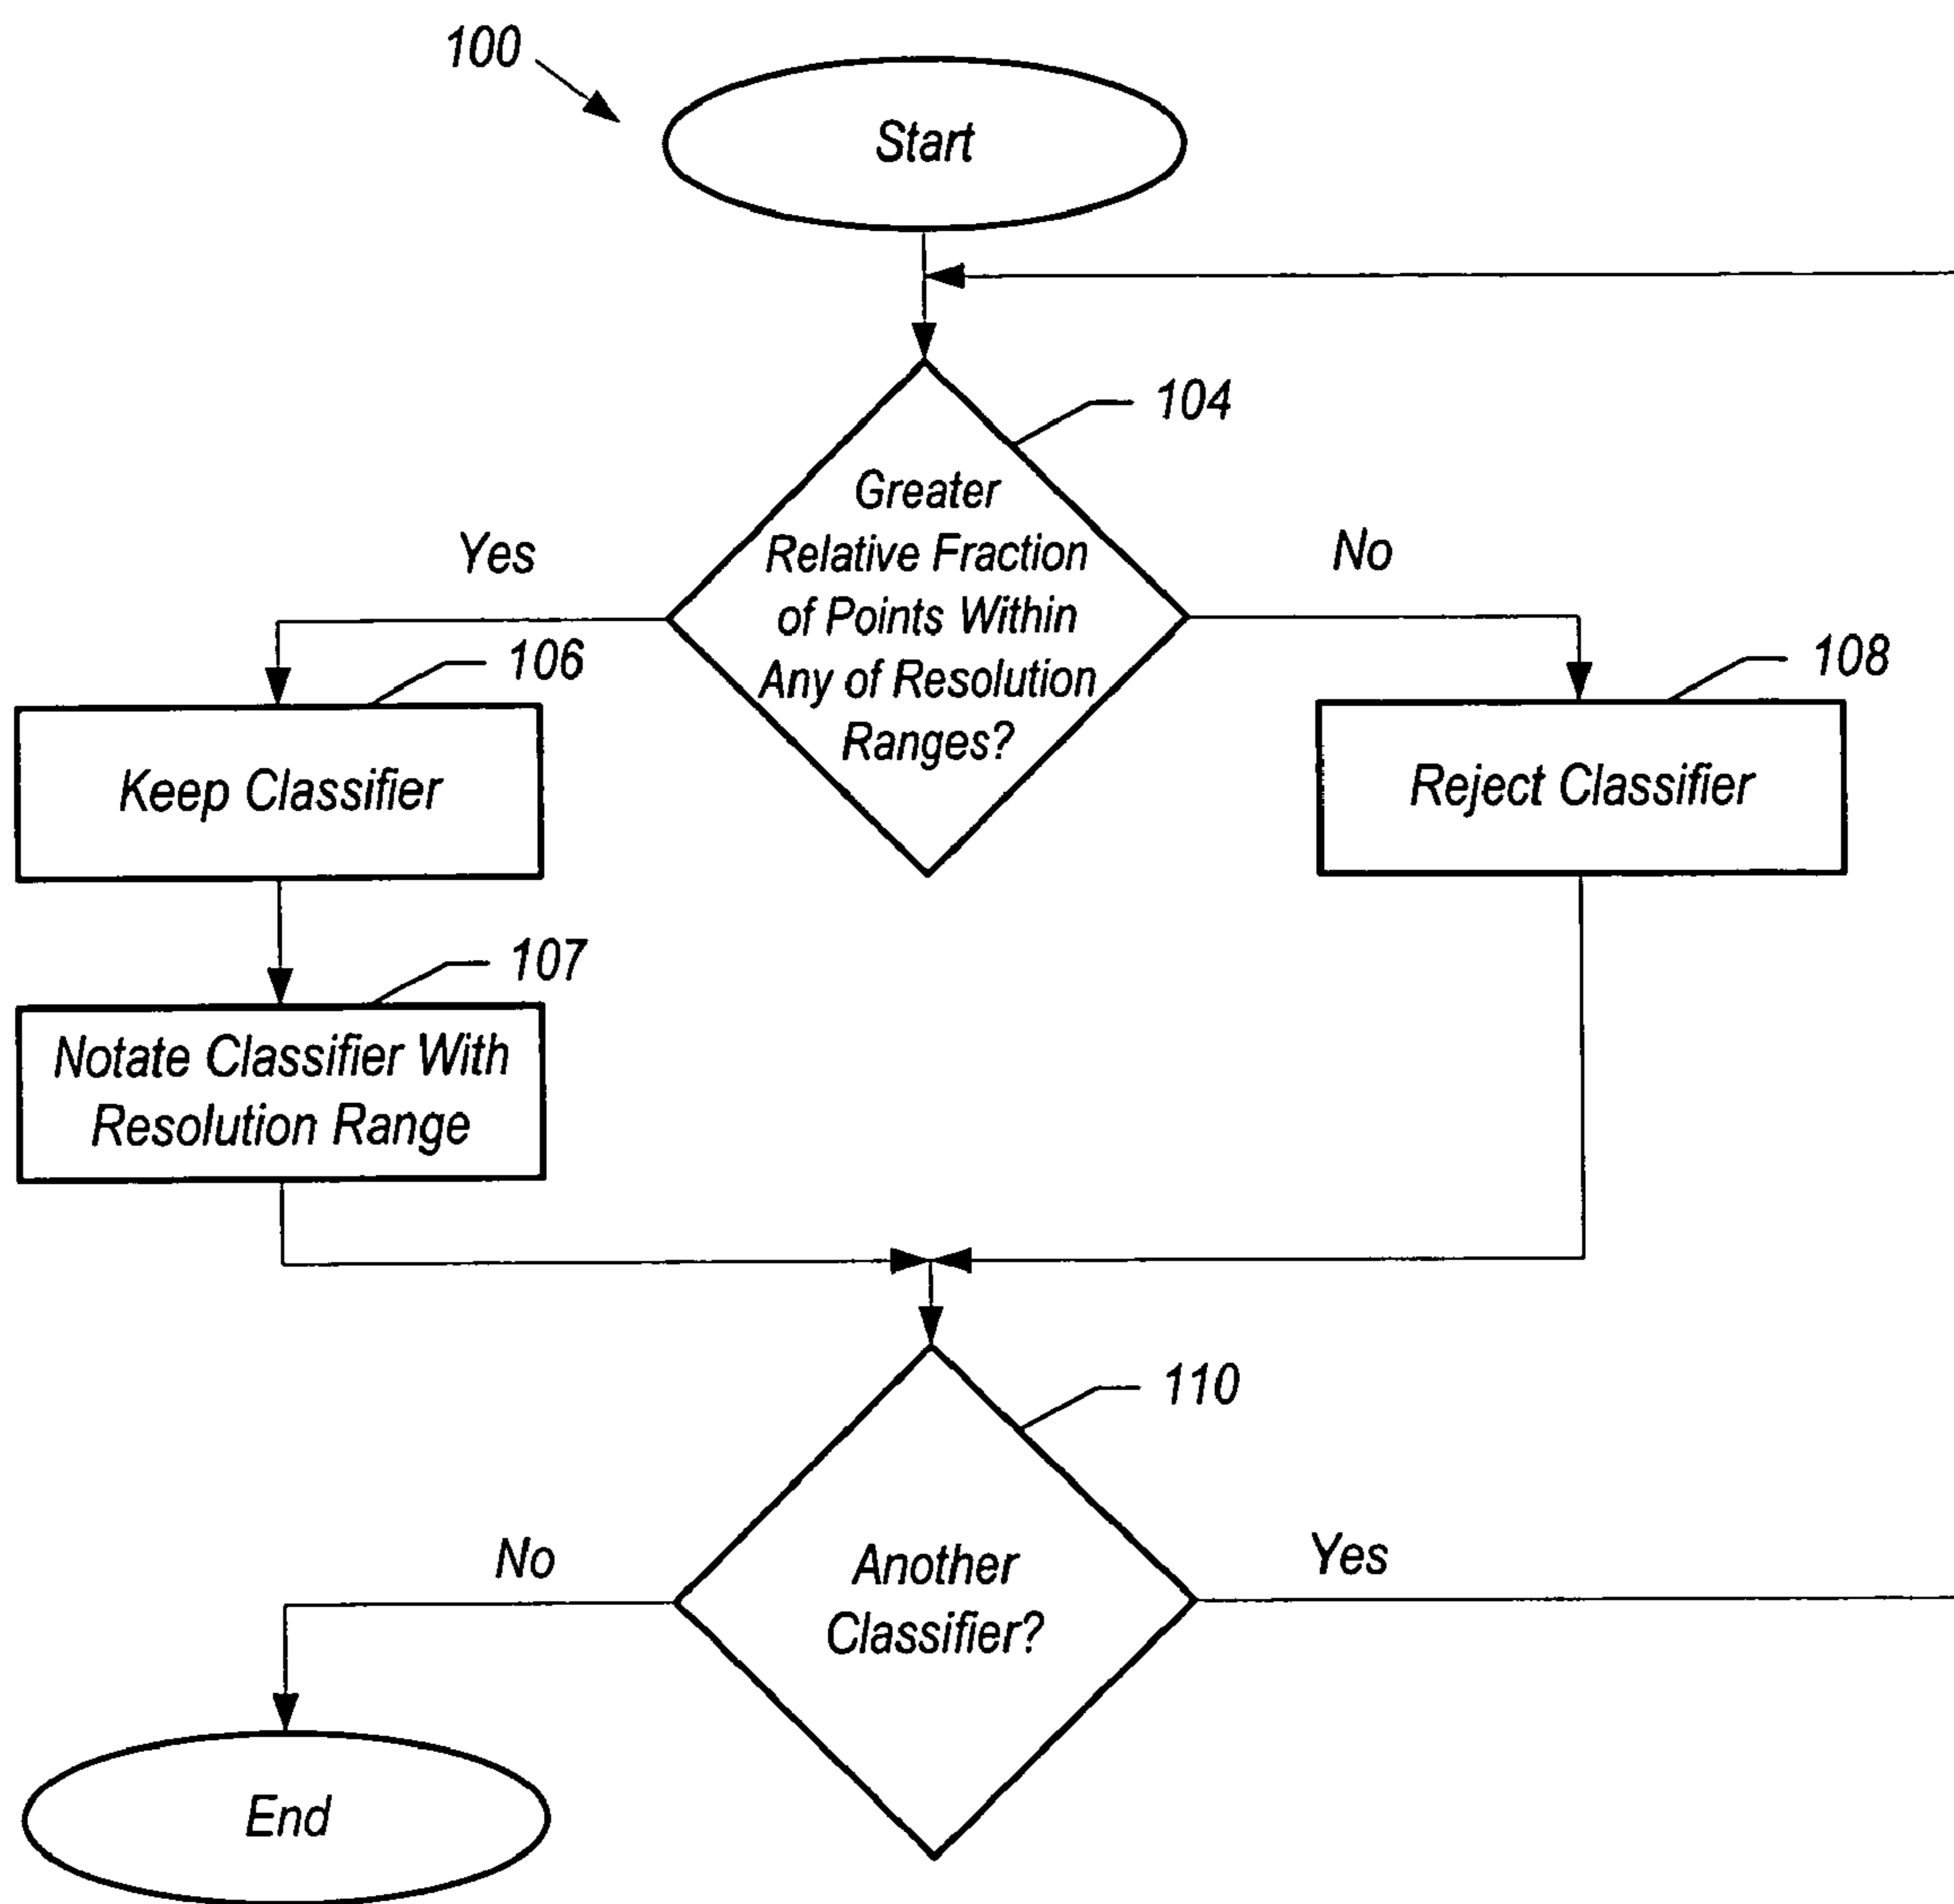 100
Start
104
Greater
Relative Fraction
of Points Within
Any of Resolution
Ranges?
Yes
No
106
108
Keep Classifier
Reject Classifier
107
Notate Classifier With
Resolution Range
110
Another
Classifier?
No
Yes
End